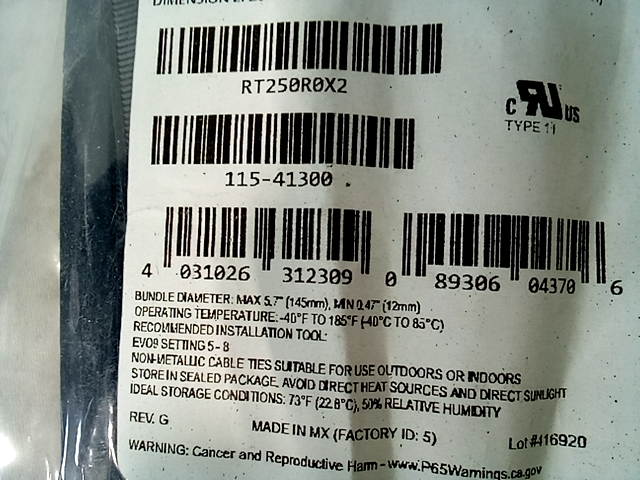 RT250R0X2
C RU US
TYPE 11
115-41300
4 031026 312309 0 89306 04370 6
BUNDLE DIAMETER: MAX 5.7" (145mm), MIN 0.47" (12mm)
OPERATING TEMPERATURE: -40°F TO 185°F (-40°C TO 85°C)
RECOMMENDED INSTALLATION TOOL:
EVO9 SETTING 5 - 8
NON-METALLIC CABLE TIES SUITABLE FOR USE OUTDOORS OR INDOORS
STORE IN SEALED PACKAGE, AVOID DIRECT HEAT SOURCES AND DIRECT SUNLIGHT
IDEAL STORAGE CONDITIONS: 73°F (22.8°C), 50% RELATIVE HUMIDITY
REV. G
MADE IN MX (FACTORY ID: 5)
Lot #416920
WARNING: Cancer and Reproductive Harm - www.P65Warnings.ca.gov